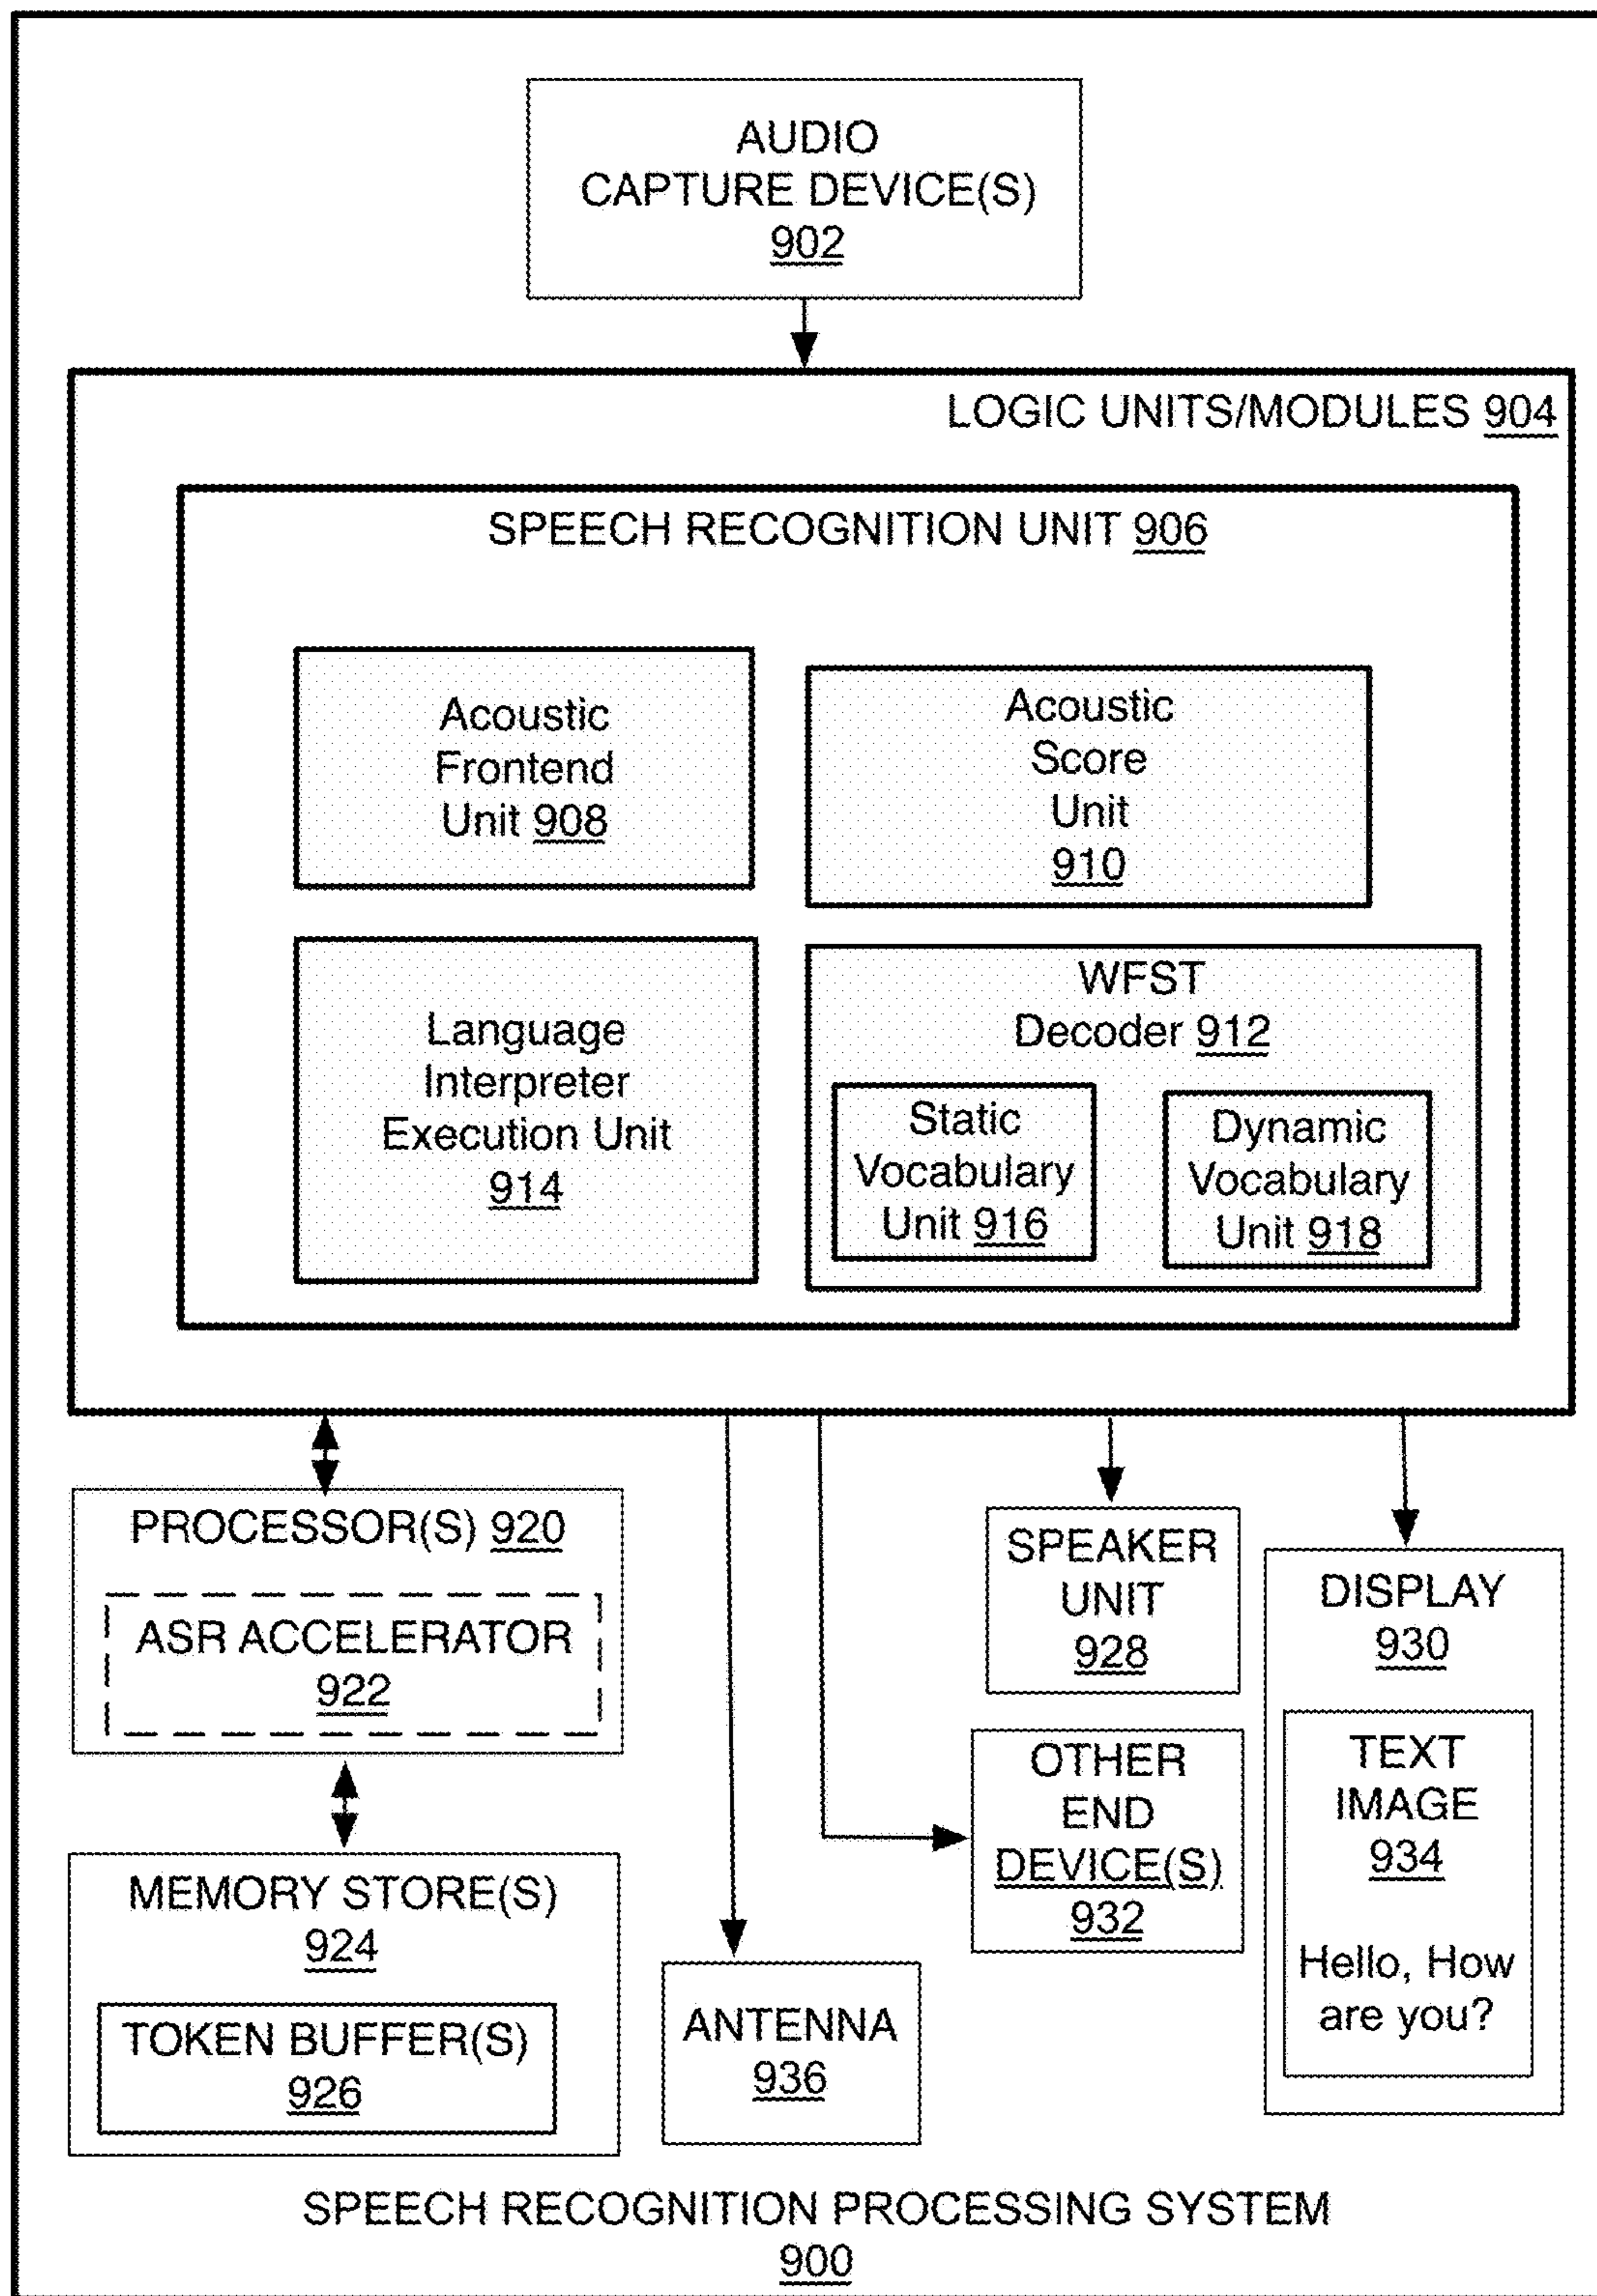 AUDIO
CAPTURE DEVICE(S)
902
LOGIC UNITS/MODULES 904
SPEECH RECOGNITION UNIT 906
Acoustic
Frontend
Unit 908
Acoustic
Score
Unit
910
Language
Interpreter
Execution Unit
914
WFST
Decoder 912
Static
Vocabulary
Unit 916
Dynamic
Vocabulary
Unit 918
PROCESSOR(S) 920
ASR ACCELERATOR
922
MEMORY STORE(S)
924
TOKEN BUFFER(S)
926
ANTENNA
936
SPEAKER
UNIT
928
OTHER
END
DEVICE(S)
932
DISPLAY
930
TEXT
IMAGE
934
Hello, How
are you?
SPEECH RECOGNITION PROCESSING SYSTEM
900